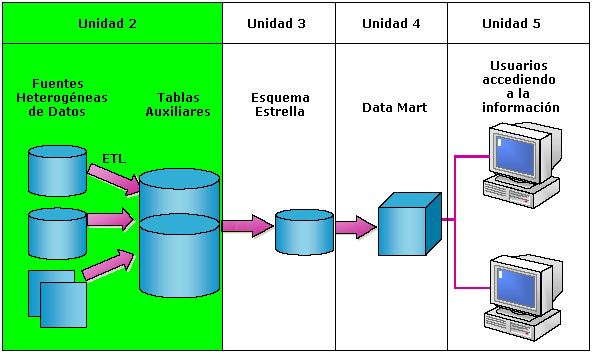 Unidad 2
Unidad 3
Unidad 4
Unidad 5
Fuentes
Heterogéneas
de Datos
Tablas
Auxiliares
Esquema
Estrella
Data Mart
Usuarios
accediendo
a la
información
ETL